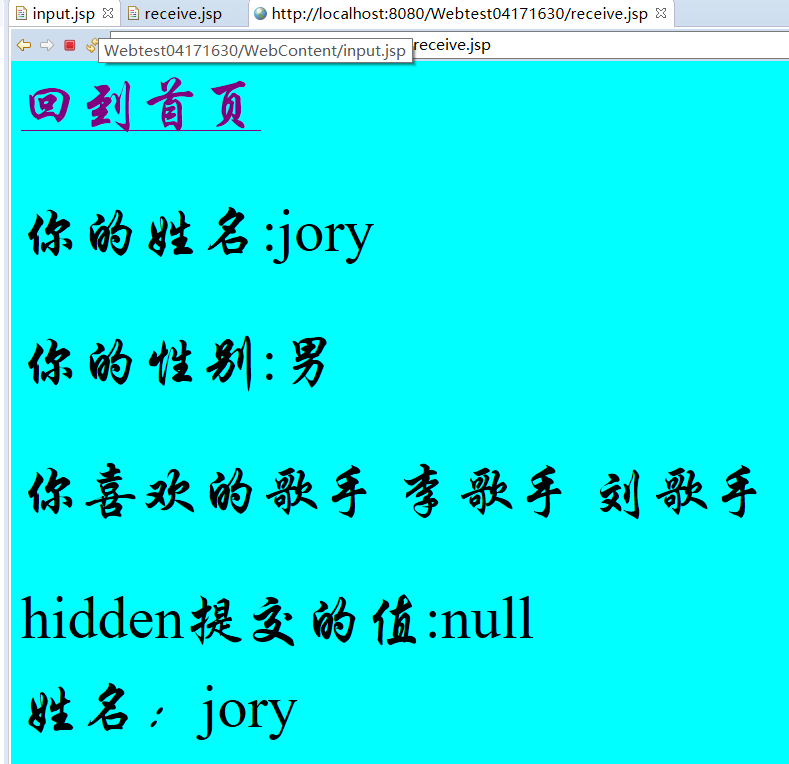 input.jsp receive.jsp http://localhost:8080/Webtest04171630/receive.jsp
Webtest04171630/WebContent/input.jsp receive.jsp
回到首页
你的姓名:jory
你的性别:男
你喜欢的歌手 李歌手 刘歌手
hidden提交的值:null
姓名：jory